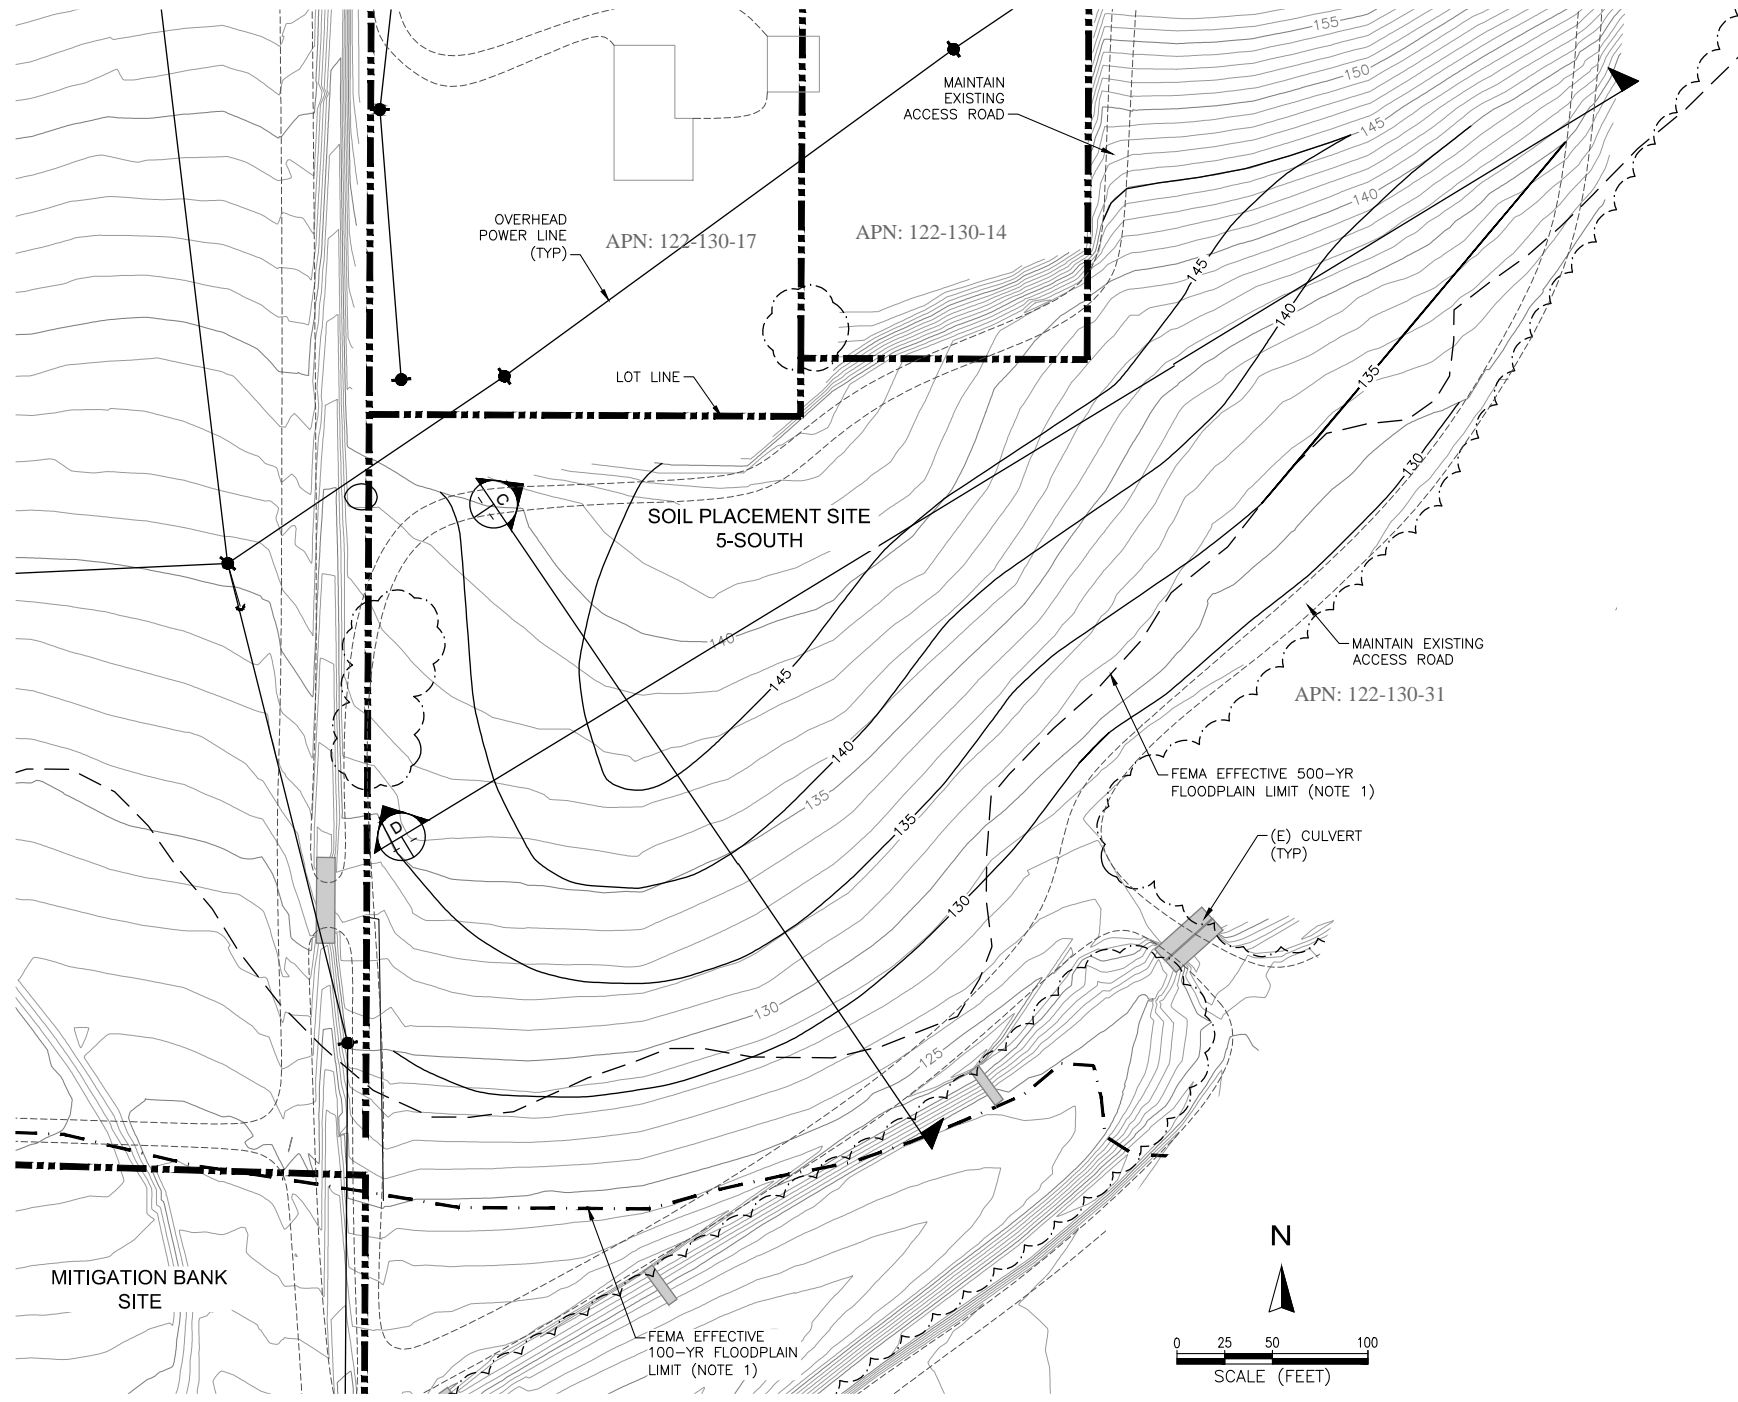 155
150
MAINTAIN
EXISTING
ACCESS ROAD
145
140
OVERHEAD
POWER LINE
(TYP)
APN: 122-130-17
APN: 122-130-14
145
140
LOT LINE
135
130
C
SOIL PLACEMENT SITE
5-SOUTH
140
145
MAINTAIN EXISTING
ACCESS ROAD
APN: 122-130-31
140
135
135
D
FEMA EFFECTIVE 500-YR
FLOODPLAIN LIMIT (NOTE 1)
(E) CULVERT
(TYP)
130
130
125
MITIGATION BANK
SITE
FEMA EFFECTIVE
100-YR FLOODPLAIN
LIMIT (NOTE 1)
N
0 25 50 100
SCALE (FEET)